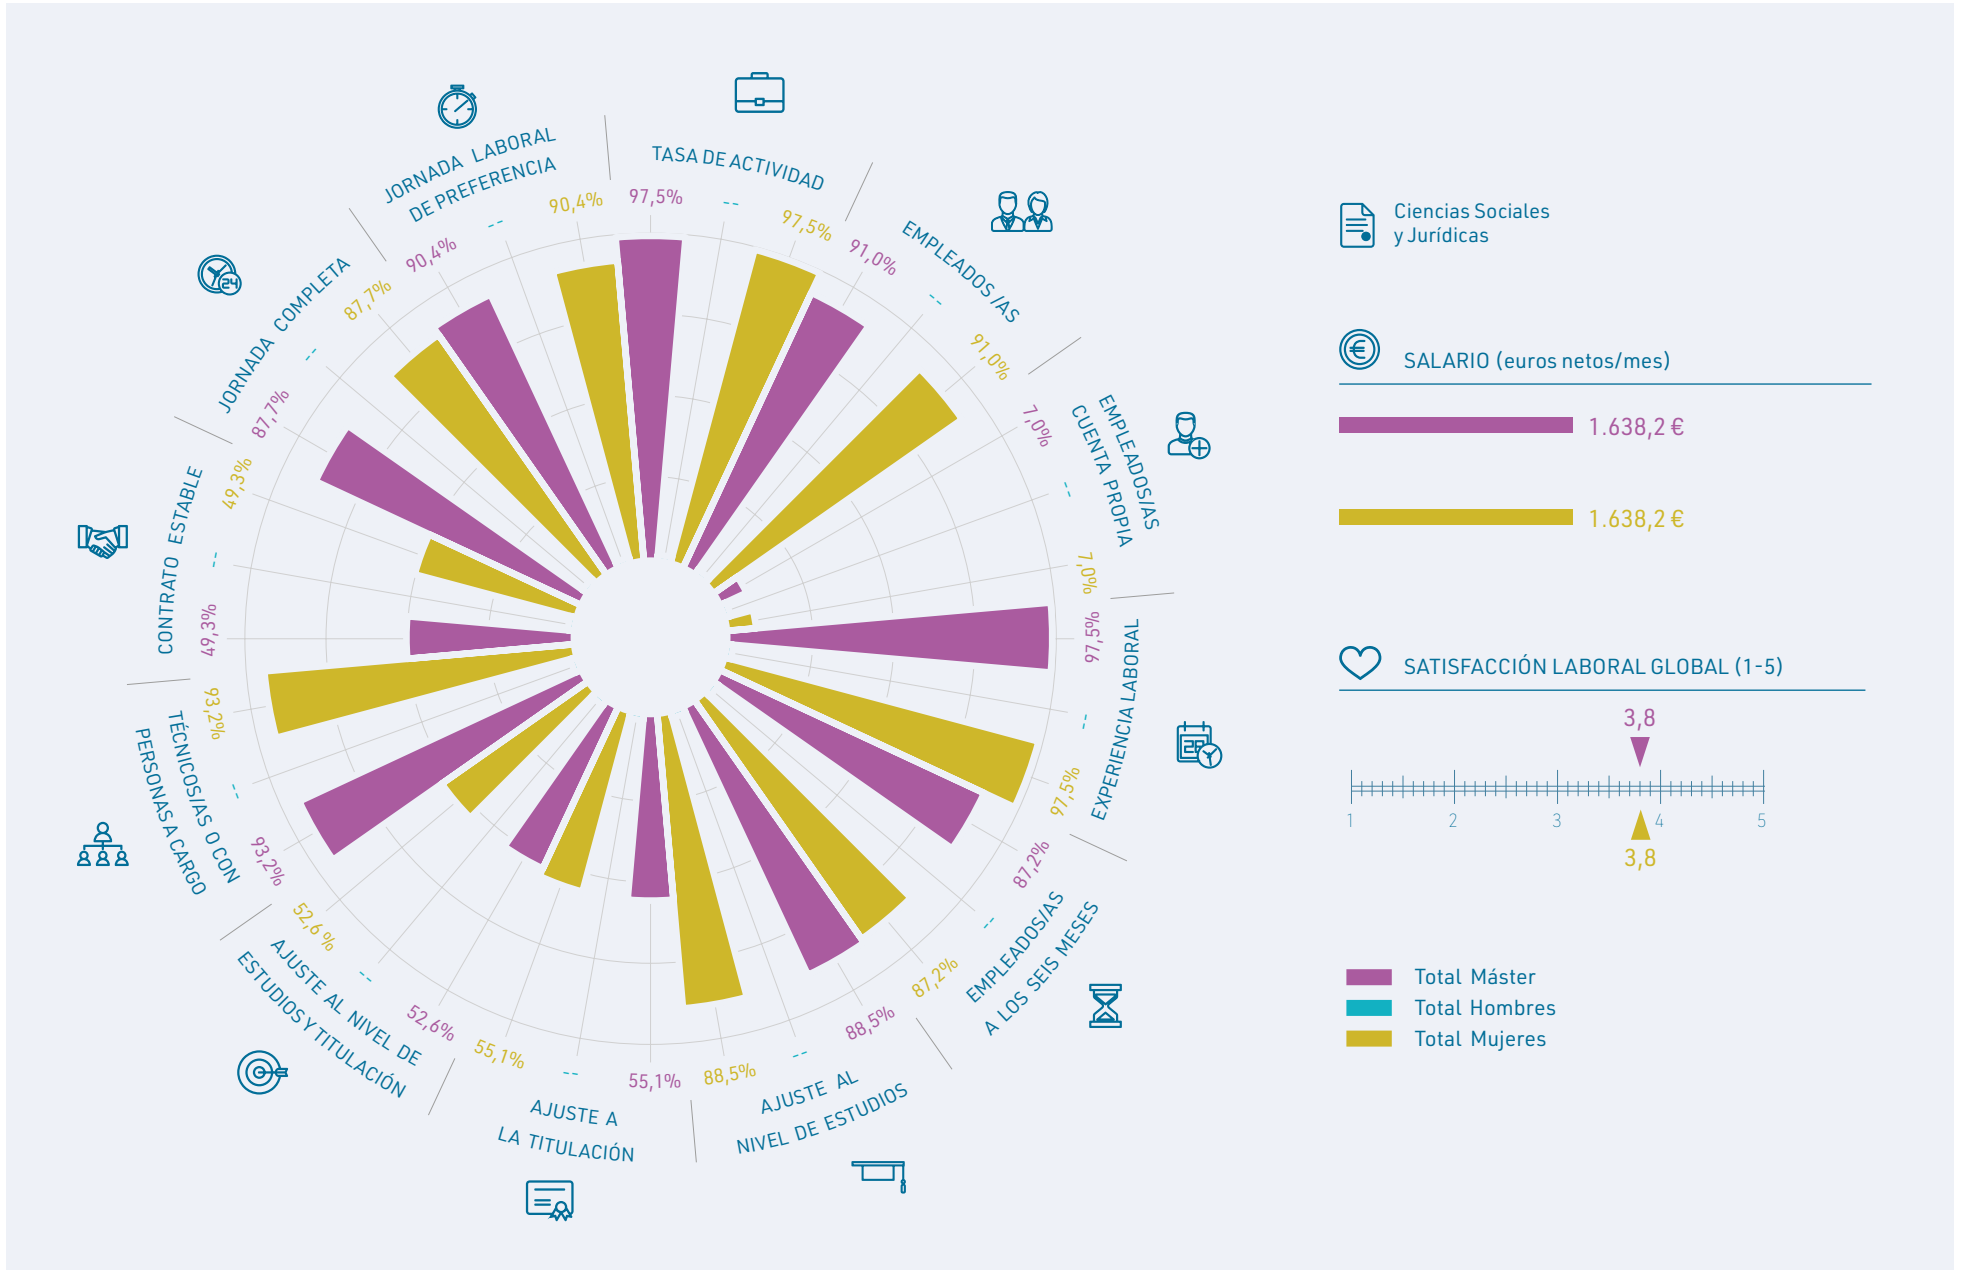 TASA DE ACTIVIDAD
97,5%
--
97,5%
EMPLEADOS /AS
91,0%
--
91,0%
EMPLEADOS/AS
CUENTA PROPIA
7,0%
--
7,0%
EXPERIENCIA LABORAL
97,5%
--
97,5%
EMPLEADOS/AS
A LOS SEIS MESES
87,2%
--
87,2%
AJUSTE AL
NIVEL DE ESTUDIOS
88,5%
--
88,5%
AJUSTE A
LA TITULACIÓN
55,1%
--
55,1%
AJUSTE AL NIVEL DE
ESTUDIOS Y TITULACIÓN
52,6%
--
52,6 %
TÉCNICOS/AS O CON
PERSONAS A CARGO
93,2%
--
93,2%
CONTRATO ESTABLE
49,3%
--
49,3%
JORNADA COMPLETA
87,7%
--
87,7%
JORNADA LABORAL
DE PREFERENCIA
90,4%
--
90,4%
24
Ciencias Sociales
y Jurídicas
SALARIO (euros netos/mes)
1.638,2 €
1.638,2 €
SATISFACCIÓN LABORAL GLOBAL (1-5)
3,8
1 2 3 4 5
3,8
Total Máster
Total Hombres
Total Mujeres